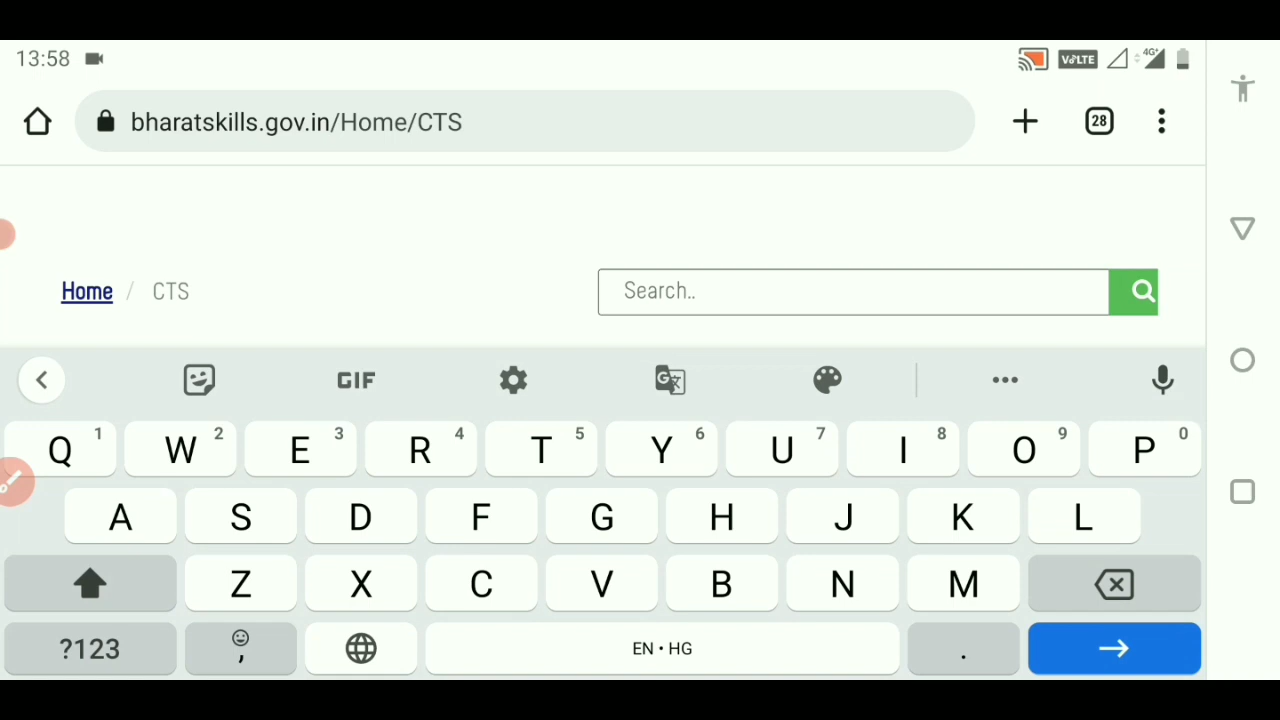 13:58 VoLTE 4G+
bharatskills.gov.in/Home/CTS 28
Home / CTS Search..
GIF
Q 1 W 2 E 3 R 4 T 5 Y 6 U 7 I 8 O 9 P 0
A S D F G H J K L
Z X C V B N M
?123 , EN • HG .